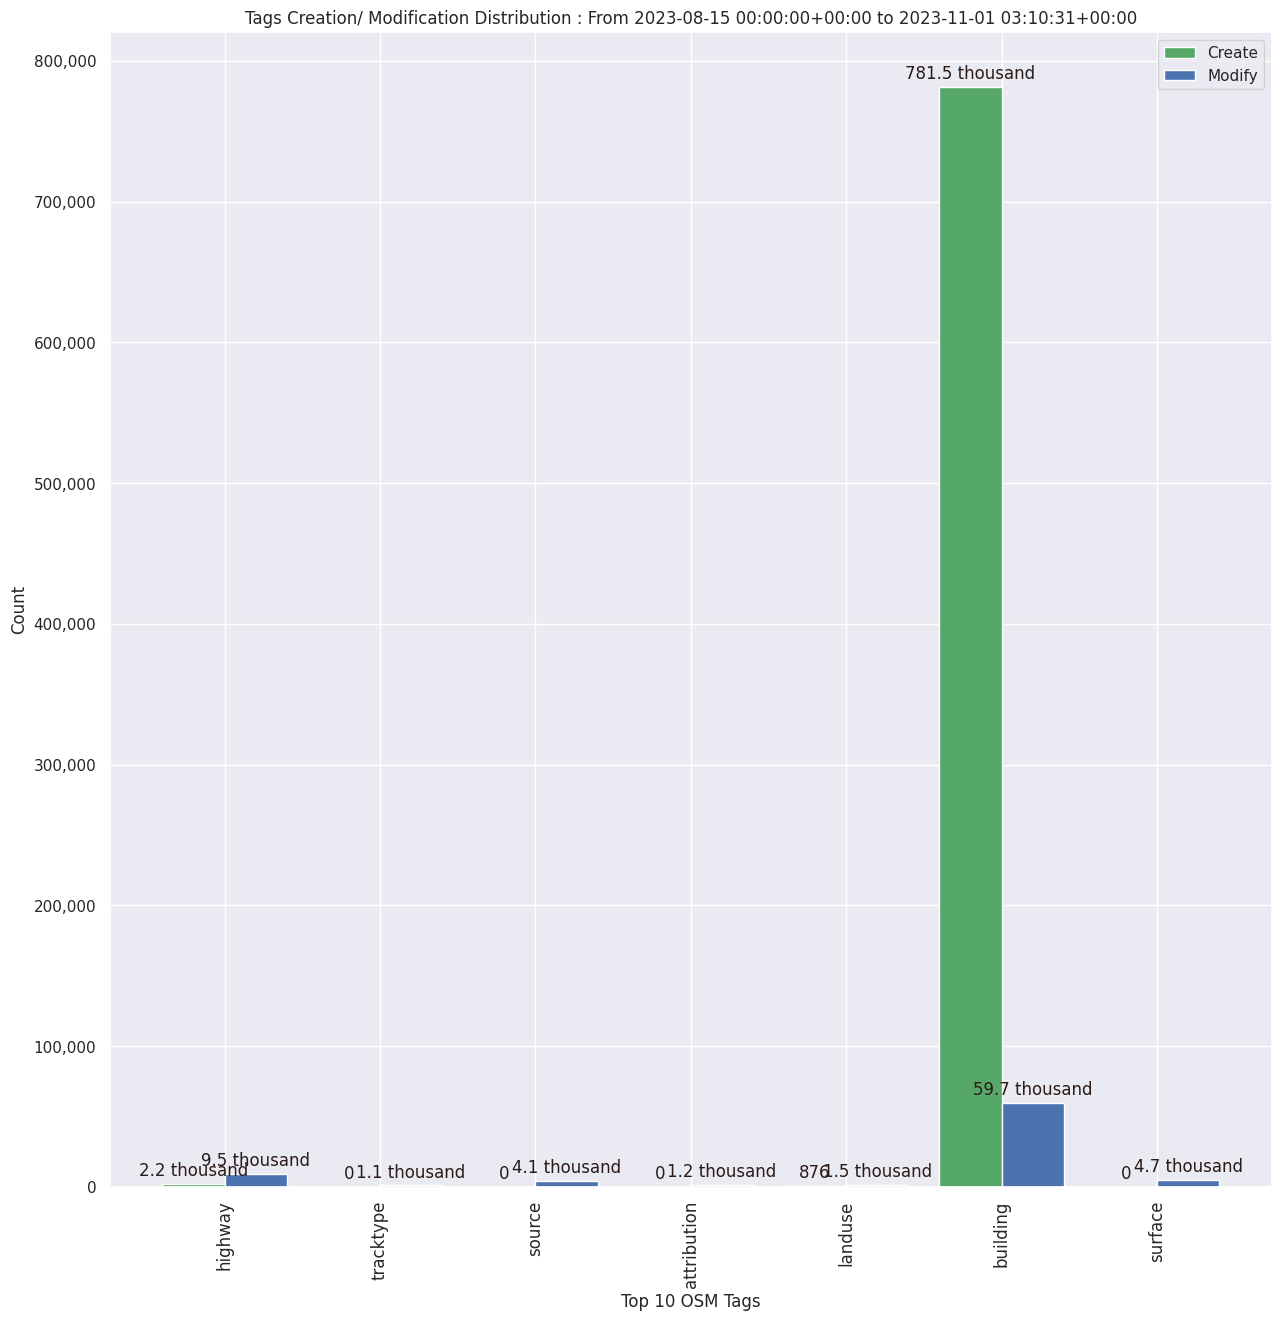 Tags Creation/ Modification Distribution : From 2023-08-15 00:00:00+00:00 to 2023-11-01 03:10:31+00:00
Create
Modify
800,000
700,000
600,000
500,000
400,000
300,000
200,000
100,000
0
Count
2.2 thousand
9.5 thousand
0
1.1 thousand
0
4.1 thousand
0
1.2 thousand
876
1.5 thousand
781.5 thousand
59.7 thousand
0
4.7 thousand
highway
tracktype
source
attribution
landuse
building
surface
Top 10 OSM Tags